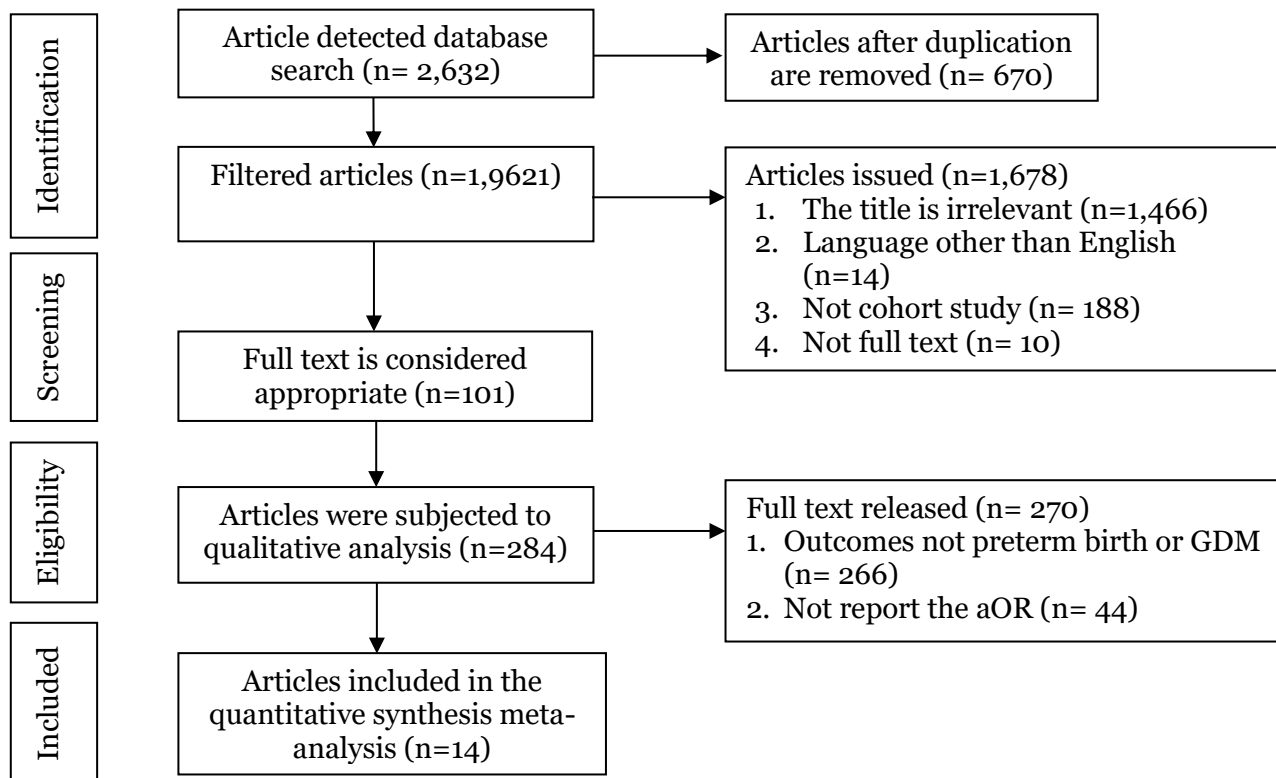 Identification
Article detected database
search (n= 2,632)
Articles after duplication
are removed (n= 670)
Filtered articles (n=1,9621)
Articles issued (n=1,678)
1. The title is irrelevant (n=1,466)
2. Language other than English
(n=14)
3. Not cohort study (n= 188)
4. Not full text (n= 10)
Screening
Full text is considered
appropriate (n=101)
Eligibility
Articles were subjected to
qualitative analysis (n=284)
Full text released (n= 270)
1. Outcomes not preterm birth or GDM
(n= 266)
2. Not report the aOR (n= 44)
Included
Articles included in the
quantitative synthesis meta-
analysis (n=14)